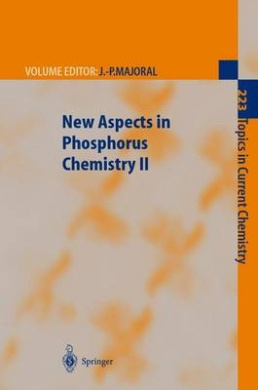 VOLUME EDITOR: J.-P.MAJORAL
223 Topics in Current Chemistry
New Aspects in
Phosphorus
Chemistry II
Springer